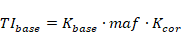 TI_base = K_base · maf · K_cor